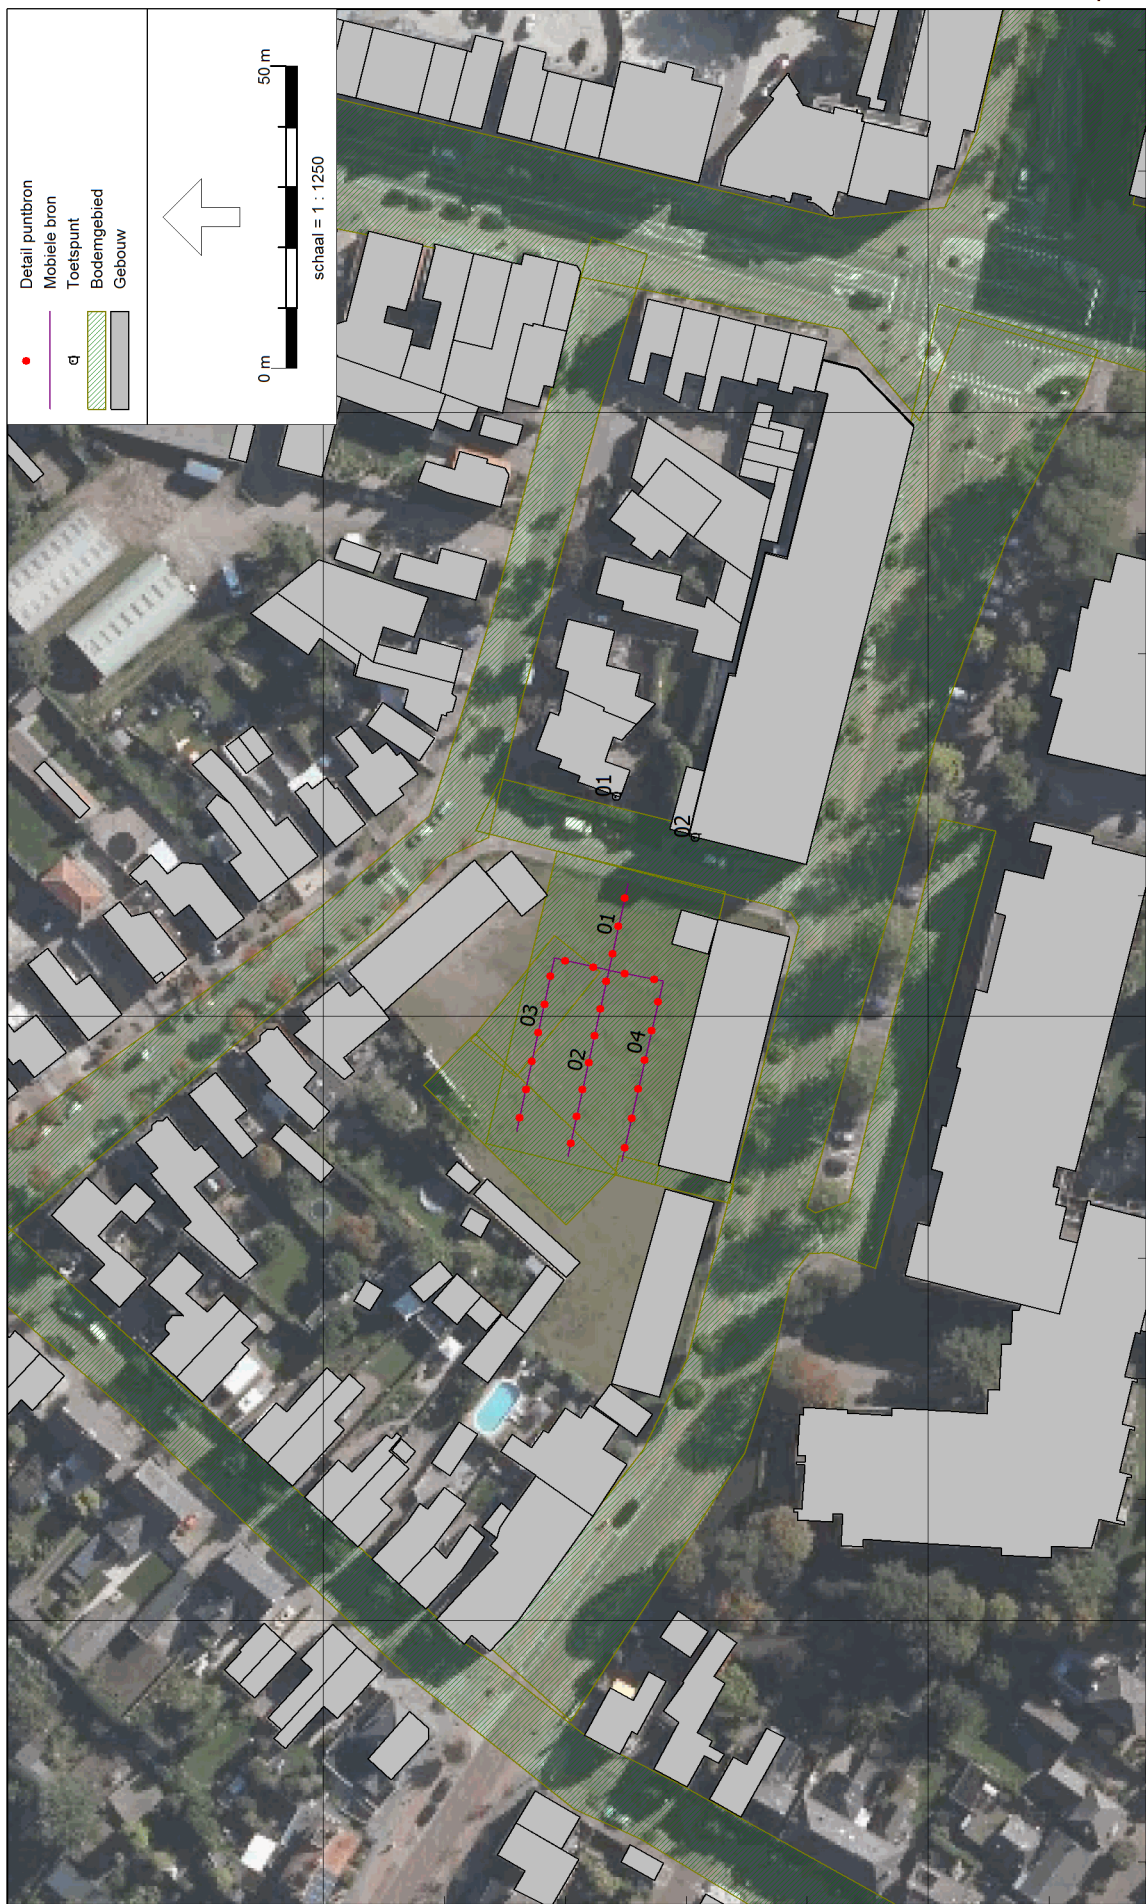 Detail puntbron
Mobiele bron
Toetspunt
Bodemgebied
Gebouw
0 m
50 m
schaal = 1 : 1250
01
02
01
03
02
04